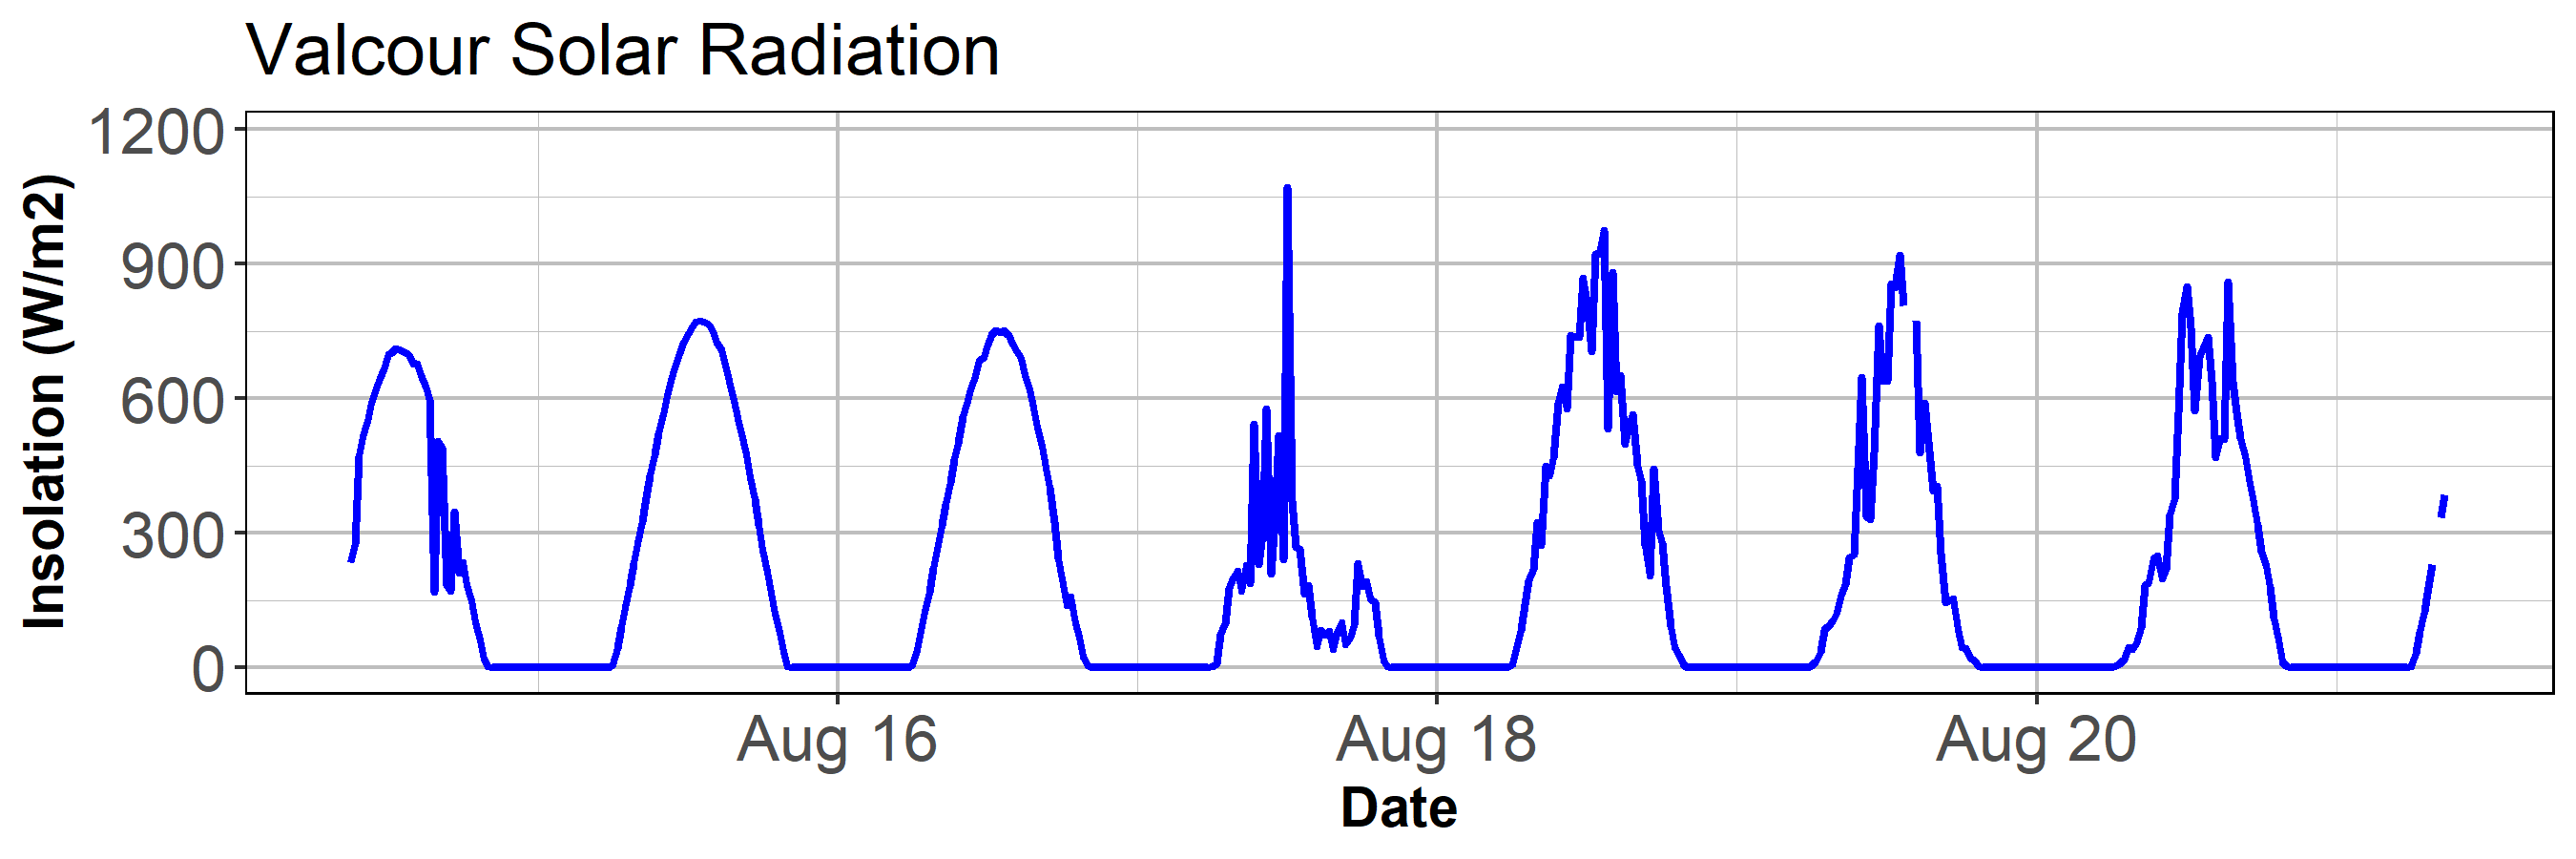 Valcour Solar Radiation
1200
900
600
300
0
Insolation (W/m2)
Aug 16
Aug 18
Aug 20
Date